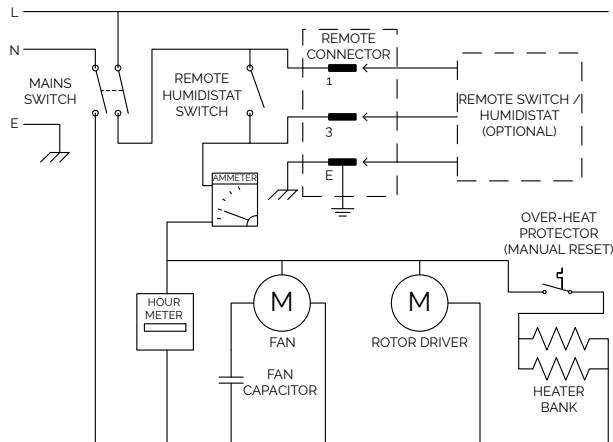 L
N
E
MAINS
SWITCH
REMOTE
HUMIDISTAT
SWITCH
REMOTE
CONNECTOR
1
3
E
REMOTE SWITCH /
HUMIDISTAT
(OPTIONAL)
AMMETER
OVER-HEAT
PROTECTOR
(MANUAL RESET)
HOUR
METER
M
FAN
FAN
CAPACITOR
M
ROTOR DRIVER
HEATER
BANK